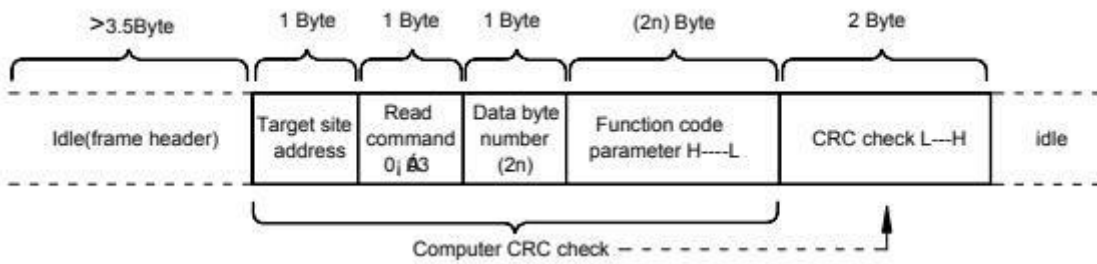 >3.5Byte
1 Byte
1 Byte
1 Byte
(2n) Byte
2 Byte
Idle(frame header)
Target site
address
Read
command
Data byte
number
(2n)
Function code
parameter H----L
CRC check L---H
idle
Computer CRC check